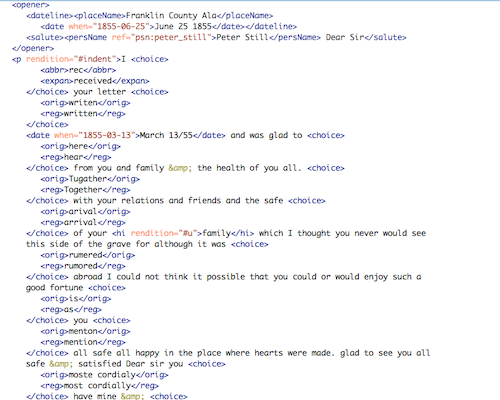 <opener>
<dateline><placeName>Franklin County Ala</placeName>
<date when="1855-06-25">June 25 1855</date></dateline>
<salute><persName ref="psn:peter_still">Peter Still</persName> Dear Sir</salute>
</opener>
<p rendition="#indent">I <choice>
<abbr>rec</abbr>
<expan>received</expan>
</choice> your letter <choice>
<orig>writen</orig>
<reg>written</reg>
</choice>
<date when="1855-03-13">March 13/55</date> and was glad to <choice>
<orig>here</orig>
<reg>hear</reg>
</choice> from you and family &amp; the health of you all. <choice>
<orig>Tugather</orig>
<reg>Together</reg>
</choice> with your relations and friends and the safe <choice>
<orig>arival</orig>
<reg>arrival</reg>
</choice> of your <hi rendition="#u">family</hi> which I thought you never would see
this side of the grave for although it was <choice>
<orig>rumered</orig>
<reg>rumored</reg>
</choice> abroad I could not think it possible that you could or would enjoy such a
good fortune <choice>
<orig>is</orig>
<reg>as</reg>
</choice> you <choice>
<orig>menton</orig>
<reg>mention</reg>
</choice> all safe all happy in the place where hearts were made. glad to see you all
safe &amp; satisfied Dear sir you <choice>
<orig>moste cordialy</orig>
<reg>most cordially</reg>
</choice> have mine &amp; <choice>